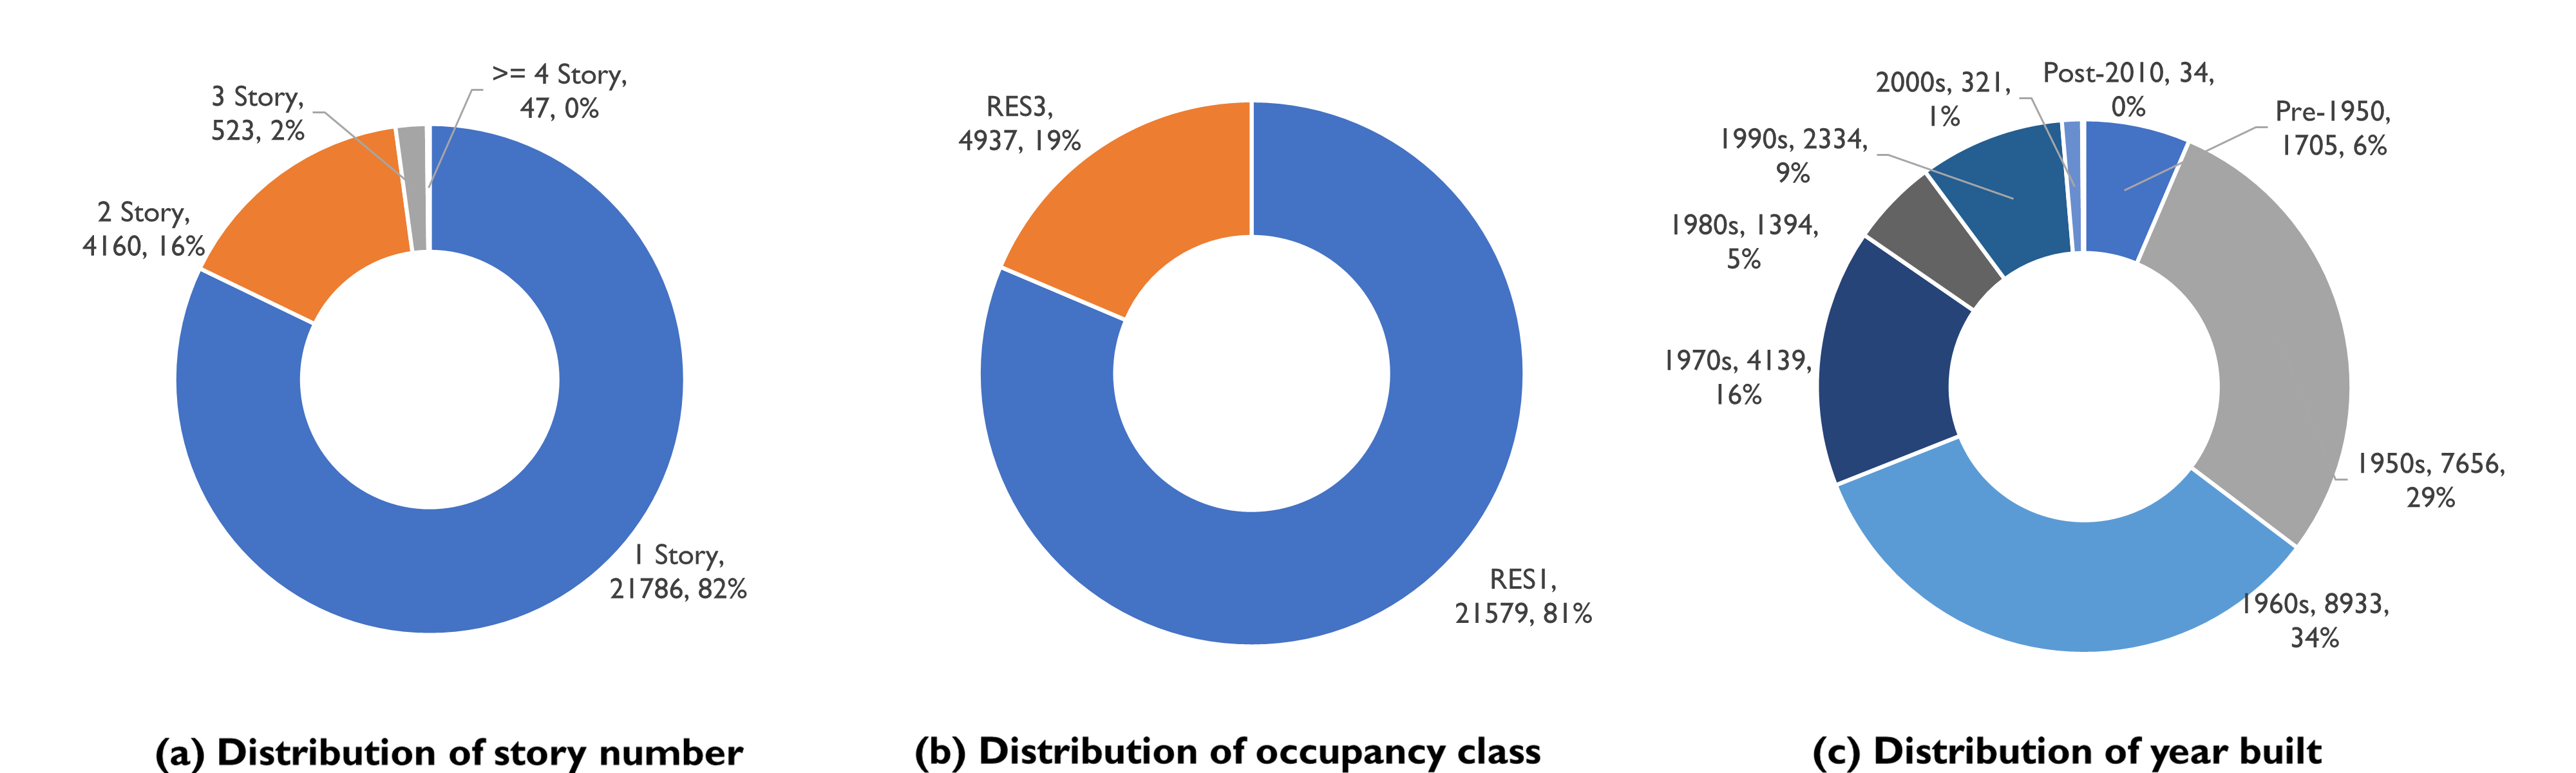 >= 4 Story,
47, 0%
3 Story,
523, 2%
2 Story,
4160, 16%
1 Story,
21786, 82%
(a) Distribution of story number
RES3,
4937, 19%
RES1,
21579, 81%
(b) Distribution of occupancy class
Post-2010, 34,
0%
2000s, 321,
1%
Pre-1950,
1705, 6%
1990s, 2334,
9%
1980s, 1394,
5%
1970s, 4139,
16%
1950s, 7656,
29%
1960s, 8933,
34%
(c) Distribution of year built